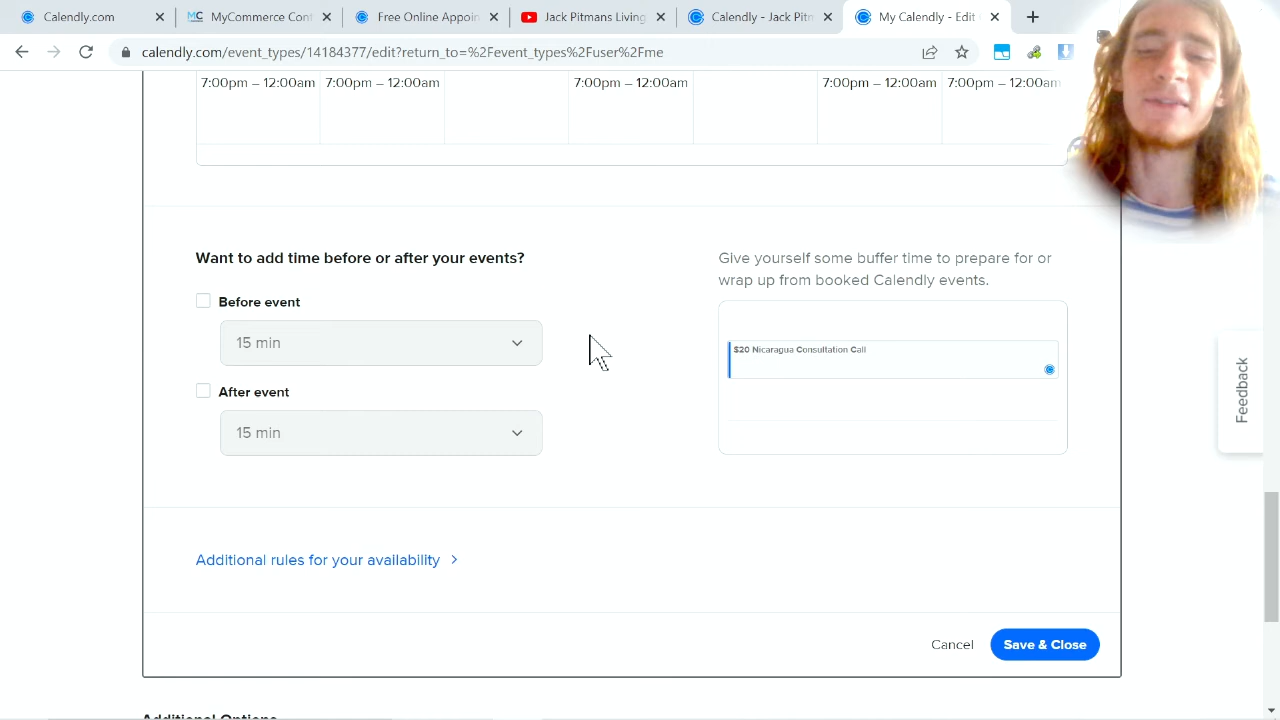 Calendly.com
MyCommerce Con
Free Online Appoin
Jack Pitmans Living
Calendly - Jack Pitm
My Calendly - Edit
calendly.com/event_types/14184377/edit?return_to=%2Fevent_types%2Fuser%2Fme
7:00pm – 12:00am 7:00pm – 12:00am 7:00pm – 12:00am 7:00pm – 12:00am 7:00pm – 12:00am
Want to add time before or after your events?
Before event
15 min
After event
15 min
Give yourself some buffer time to prepare for or
wrap up from booked Calendly events.
$20 Nicaragua Consultation Call
Feedback
Additional rules for your availability
Cancel
Save & Close
Additional Options